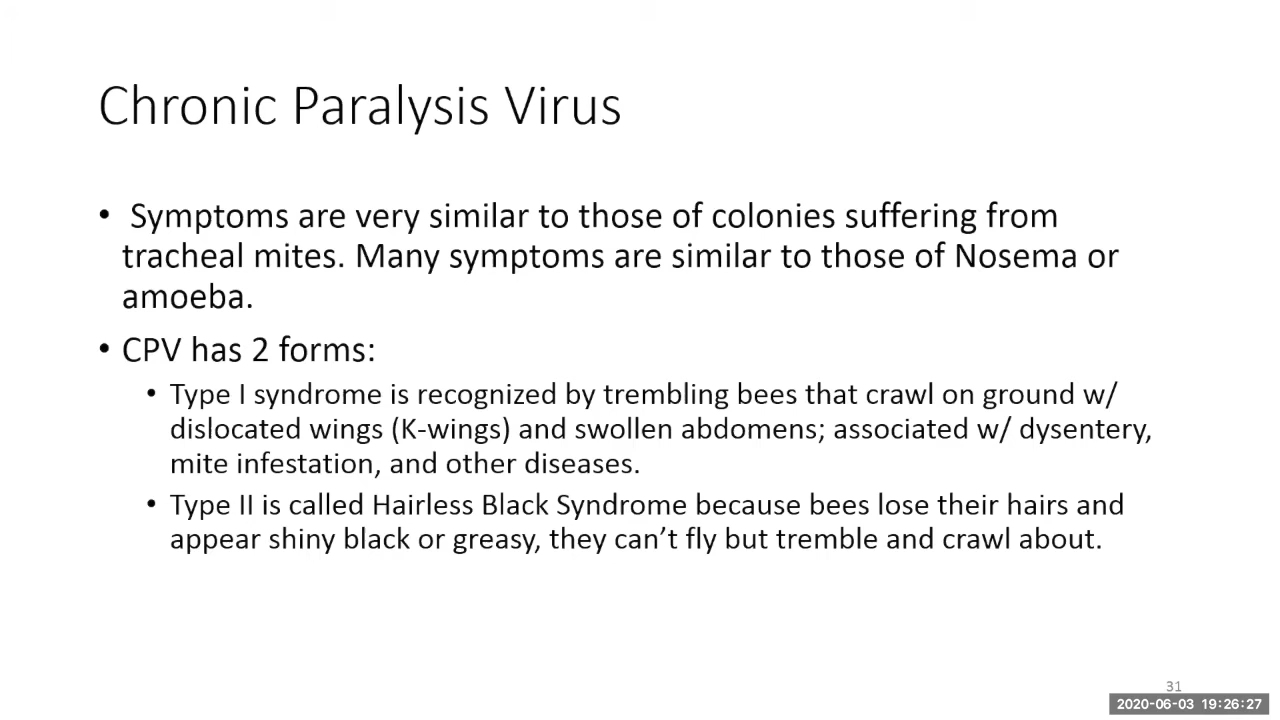 Chronic Paralysis Virus
• Symptoms are very similar to those of colonies suffering from
tracheal mites. Many symptoms are similar to those of Nosema or
amoeba.
• CPV has 2 forms:
• Type I syndrome is recognized by trembling bees that crawl on ground w/
dislocated wings (K-wings) and swollen abdomens; associated w/ dysentery,
mite infestation, and other diseases.
• Type II is called Hairless Black Syndrome because bees lose their hairs and
appear shiny black or greasy, they can’t fly but tremble and crawl about.
31
2020-06-03 19:26:27